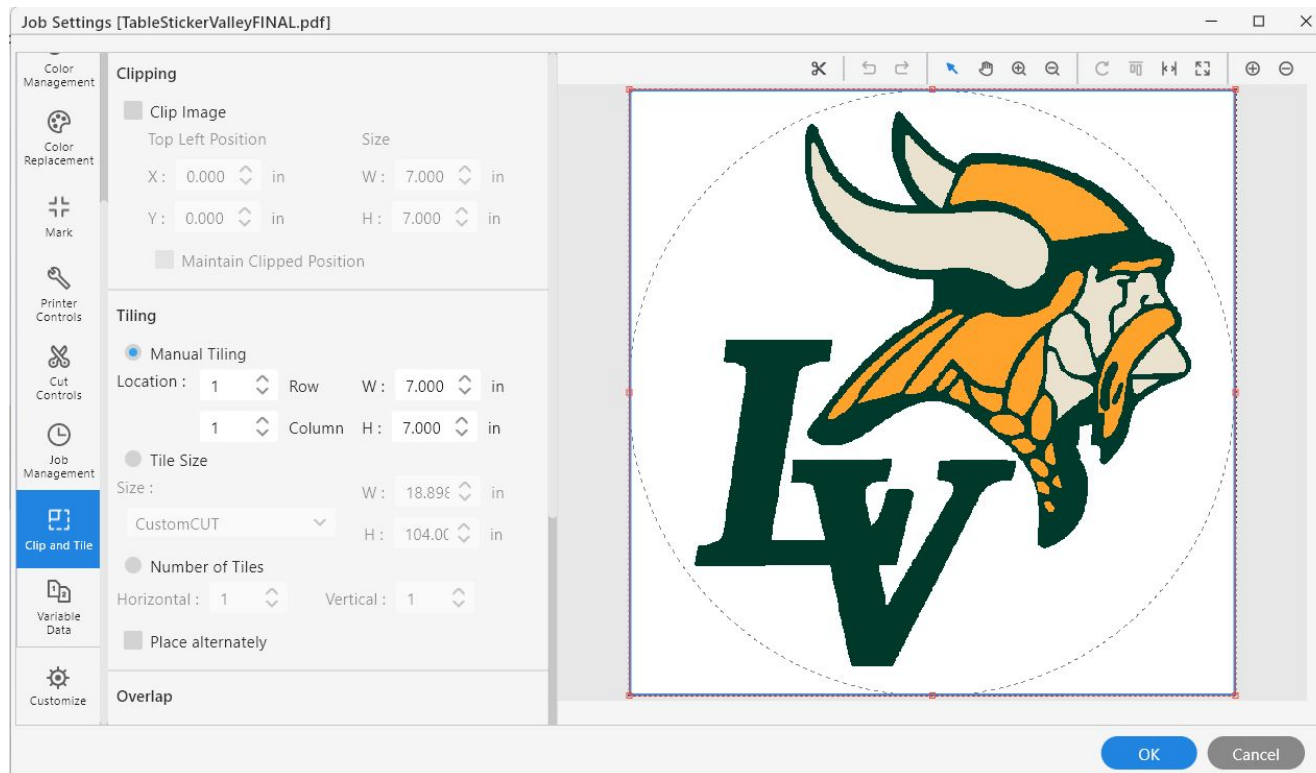 Job Settings [TableStickerValleyFINAL.pdf]
Color
Management
Color
Replacement
Mark
Printer
Controls
Cut
Controls
Job
Management
Clip and Tile
Variable
Data
Customize
Clipping
Clip Image
Top Left Position Size
X : 0.000 in W : 7.000 in
Y : 0.000 in H : 7.000 in
Maintain Clipped Position
Tiling
Manual Tiling
Location : 1 Row W : 7.000 in
1 Column H : 7.000 in
Tile Size
Size : W : 18.898 in
CustomCUT H : 104.00 in
Number of Tiles
Horizontal : 1 Vertical : 1
Place alternately
Overlap
LV
OK Cancel